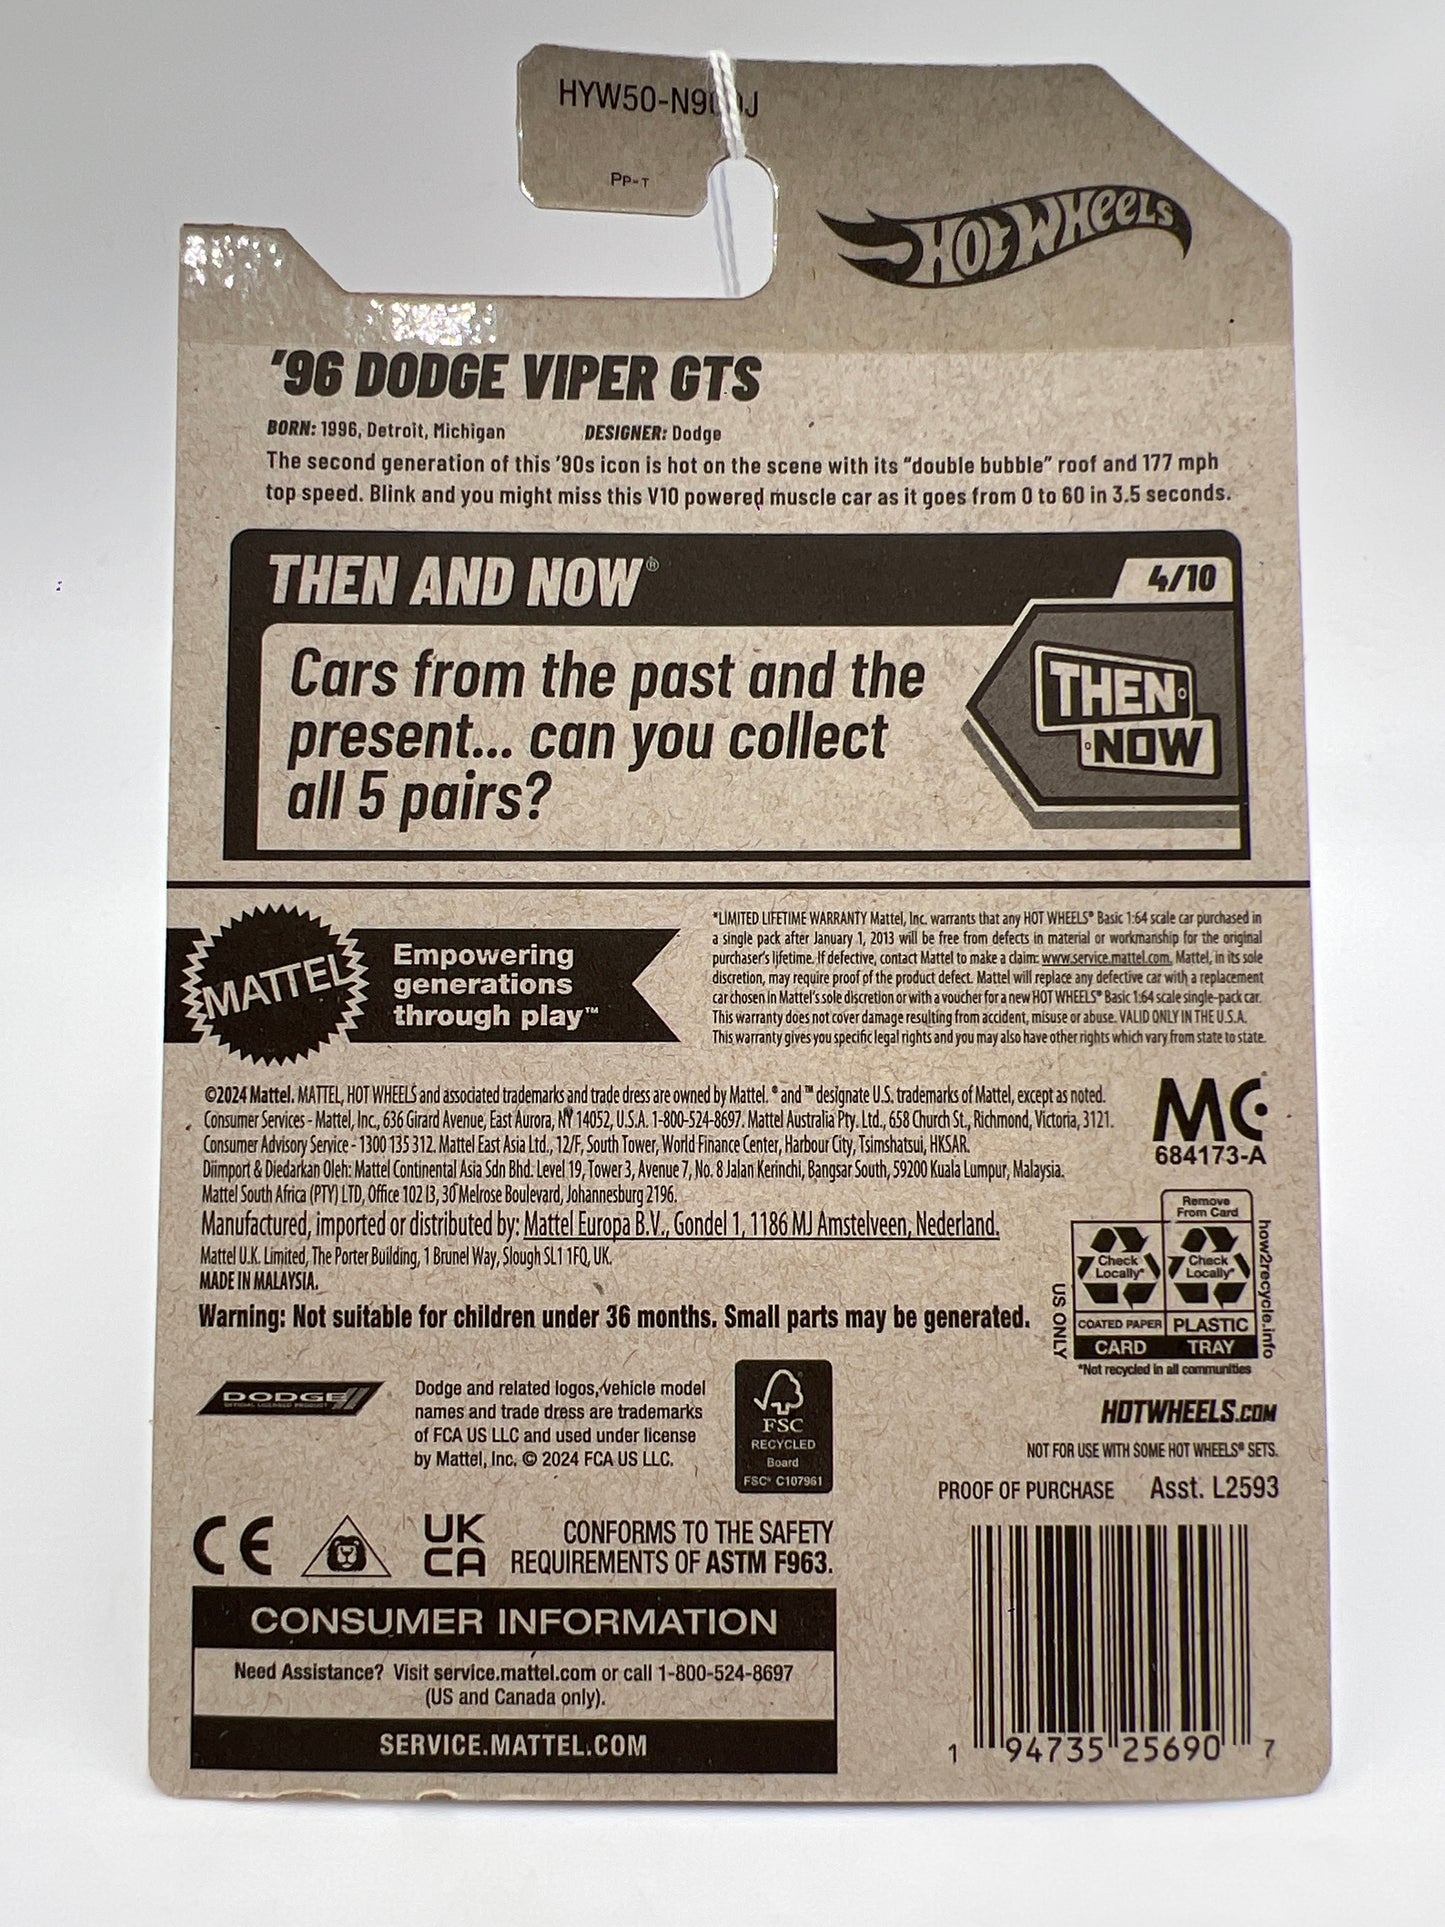 HYW50-N9
PP-T
HOT WHEELS
'96 DODGE VIPER GTS
BORN: 1996, Detroit, Michigan DESIGNER: Dodge
The second generation of this '90s icon is hot on the scene with its "double bubble" roof and 177 mph
top speed. Blink and you might miss this V10 powered muscle car as it goes from 0 to 60 in 3.5 seconds.
THEN AND NOW® 4/10
Cars from the past and the
present... can you collect
all 5 pairs?
THEN
NOW
MATTEL
Empowering
generations
through play™
*LIMITED LIFETIME WARRANTY Mattel, Inc. warrants that any HOT WHEELS® Basic 1:64 scale car purchased in
a single pack after January 1, 2013 will be free from defects in material or workmanship for the original
purchaser's lifetime. If defective, contact Mattel to make a claim: www.service.mattel.com. Mattel, in its sole
discretion, may require proof of the product defect. Mattel will replace any defective car with a replacement
car chosen in Mattel's sole discretion or with a voucher for a new HOT WHEELS® Basic 1:64 scale single-pack car.
This warranty does not cover damage resulting from accident, misuse or abuse. VALID ONLY IN THE U.S.A.
This warranty gives you specific legal rights and you may also have other rights which vary from state to state.
©2024 Mattel. MATTEL, HOT WHEELS and associated trademarks and trade dress are owned by Mattel. ® and ™ designate U.S. trademarks of Mattel, except as noted.
Consumer Services - Mattel, Inc., 636 Girard Avenue, East Aurora, NY 14052, U.S.A. 1-800-524-8697. Mattel Australia Pty. Ltd., 658 Church St., Richmond, Victoria, 3121.
Consumer Advisory Service - 1300 135 312. Mattel East Asia Ltd., 12/F, South Tower, World Finance Center, Harbour City, Tsimshatsui, HKSAR.
Diimport & Diedarkan Oleh: Mattel Continental Asia Sdn Bhd. Level 19, Tower 3, Avenue 7, No. 8 Jalan Kerinchi, Bangsar South, 59200 Kuala Lumpur, Malaysia.
Mattel South Africa (PTY) LTD, Office 102 I3, 30 Melrose Boulevard, Johannesburg 2196.
Manufactured, imported or distributed by: Mattel Europa B.V., Gondel 1, 1186 MJ Amstelveen, Nederland.
Mattel U.K. Limited, The Porter Building, 1 Brunel Way, Slough SL1 1FQ, UK.
MADE IN MALAYSIA.
Warning: Not suitable for children under 36 months. Small parts may be generated.
MC
684173-A
Remove
From Card
Check
Locally*
Check
Locally*
COATED PAPER PLASTIC
CARD TRAY
US ONLY
how2recycle.info
*Not recycled in all communities
DODGE
OFFICIAL LICENSED PRODUCT
Dodge and related logos, vehicle model
names and trade dress are trademarks
of FCA US LLC and used under license
by Mattel, Inc. © 2024 FCA US LLC.
FSC
RECYCLED
Board
FSC® C107961
HOTWHEELS.COM
NOT FOR USE WITH SOME HOT WHEELS® SETS.
PROOF OF PURCHASE Asst. L2593
CE
UK
CA
CONFORMS TO THE SAFETY
REQUIREMENTS OF ASTM F963.
CONSUMER INFORMATION
Need Assistance? Visit service.mattel.com or call 1-800-524-8697
(US and Canada only).
SERVICE.MATTEL.COM
1 94735 25690 7